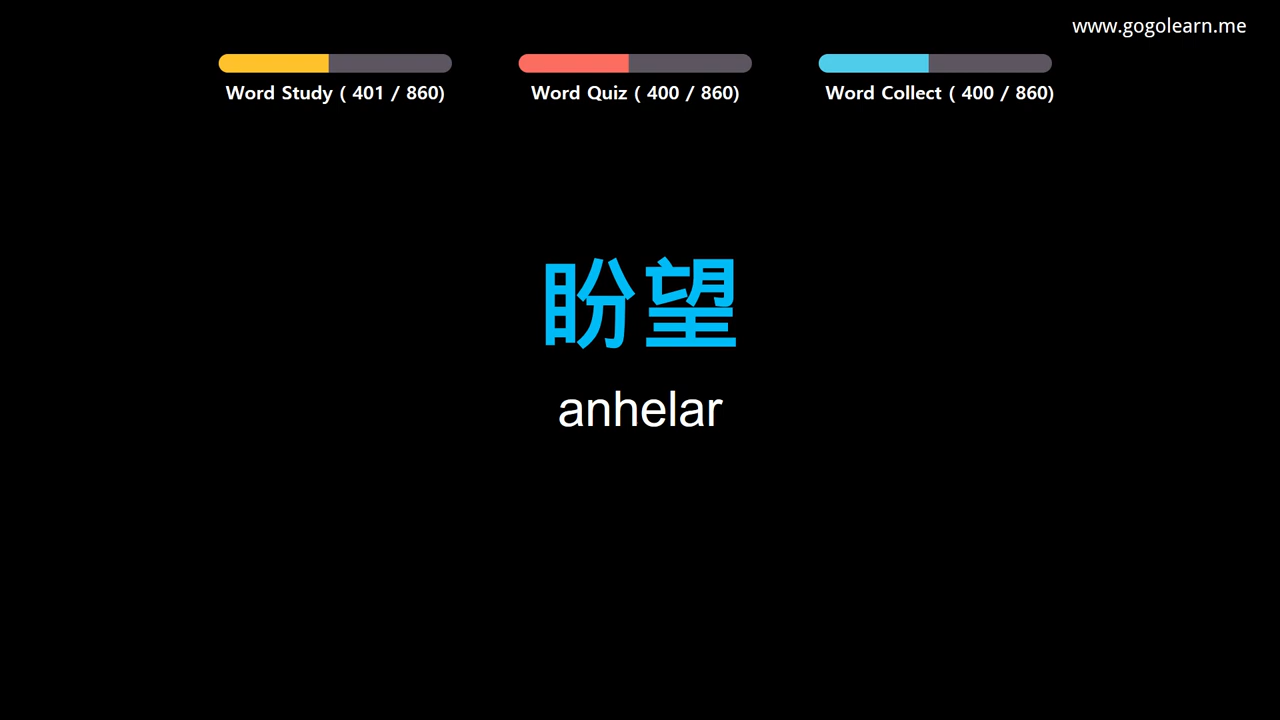 www.gogolearn.me
Word Study ( 401 / 860)
Word Quiz ( 400 / 860)
Word Collect ( 400 / 860)
盼望
anhelar